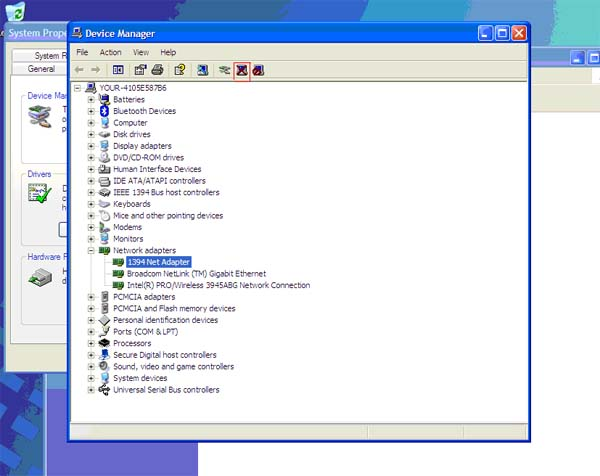 System Prope
System R
General
Device Mar
Drivers
Hardware R
Device Manager
File Action View Help
YOUR-4105E587B6
Batteries
Bluetooth Devices
Computer
Disk drives
Display adapters
DVD/CD-ROM drives
Human Interface Devices
IDE ATA/ATAPI controllers
IEEE 1394 Bus host controllers
Keyboards
Mice and other pointing devices
Modems
Monitors
Network adapters
1394 Net Adapter
Broadcom NetLink (TM) Gigabit Ethernet
Intel(R) PRO/Wireless 3945ABG Network Connection
PCMCIA adapters
PCMCIA and Flash memory devices
Personal identification devices
Ports (COM & LPT)
Processors
Secure Digital host controllers
Sound, video and game controllers
System devices
Universal Serial Bus controllers